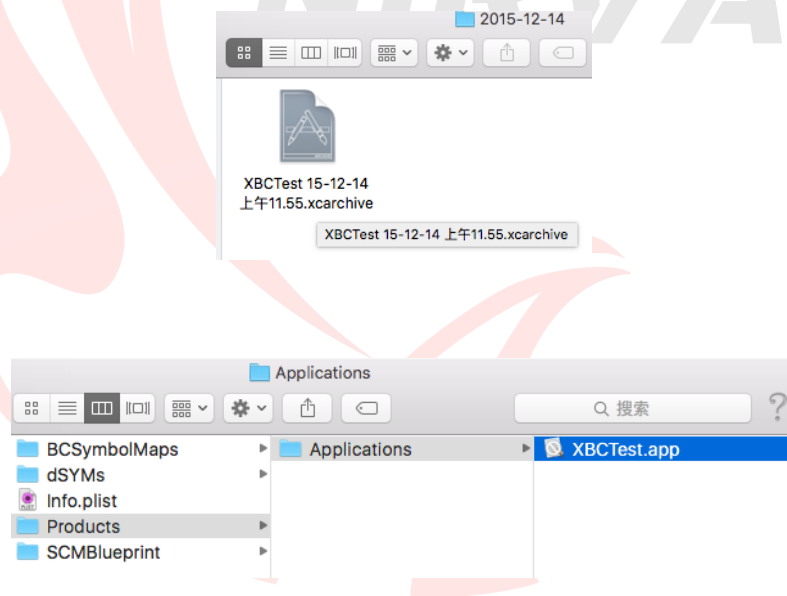 2015-12-14
XBCTest 15-12-14
上午11.55.xcarchive
XBCTest 15-12-14 上午11.55.xcarchive
Applications
搜索
BCSymbolMaps
Applications
XBCTest.app
dSYMs
Info.plist
Products
SCMBlueprint